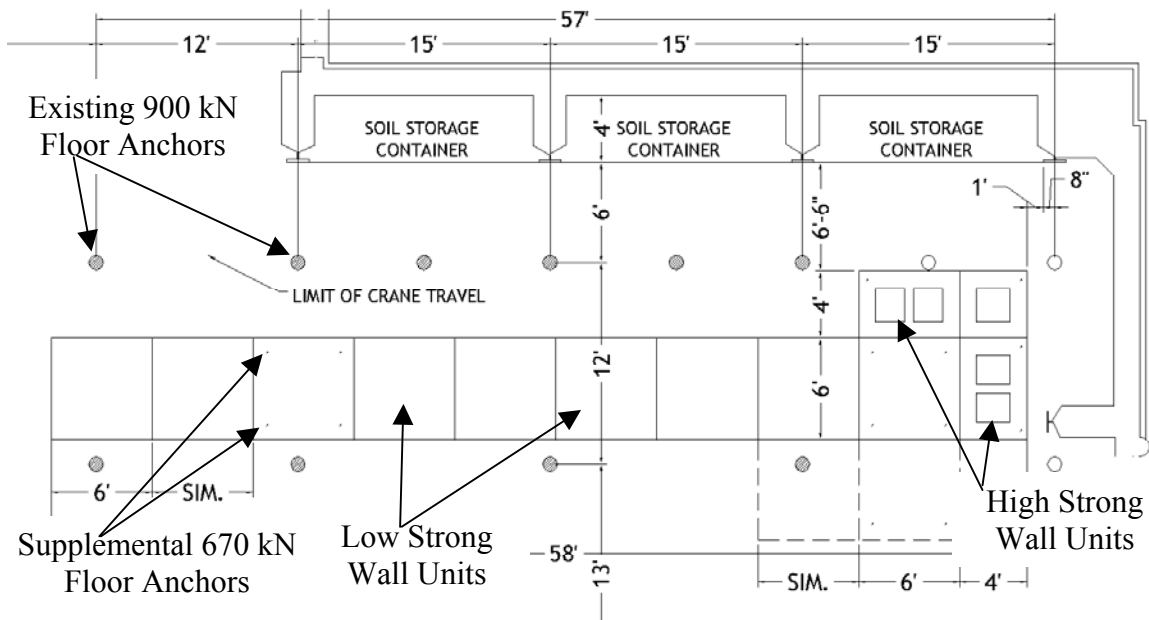 57'
12'
15'
15'
15'
Existing 900 kN
Floor Anchors
SOIL STORAGE
CONTAINER
4'
SOIL STORAGE
CONTAINER
SOIL STORAGE
CONTAINER
1'
8"
6'
6'-6"
LIMIT OF CRANE TRAVEL
4'
12'
6'
6'
SIM.
Supplemental 670 kN
Floor Anchors
Low Strong
Wall Units
High Strong
Wall Units
58'
13'
SIM.
6'
4'